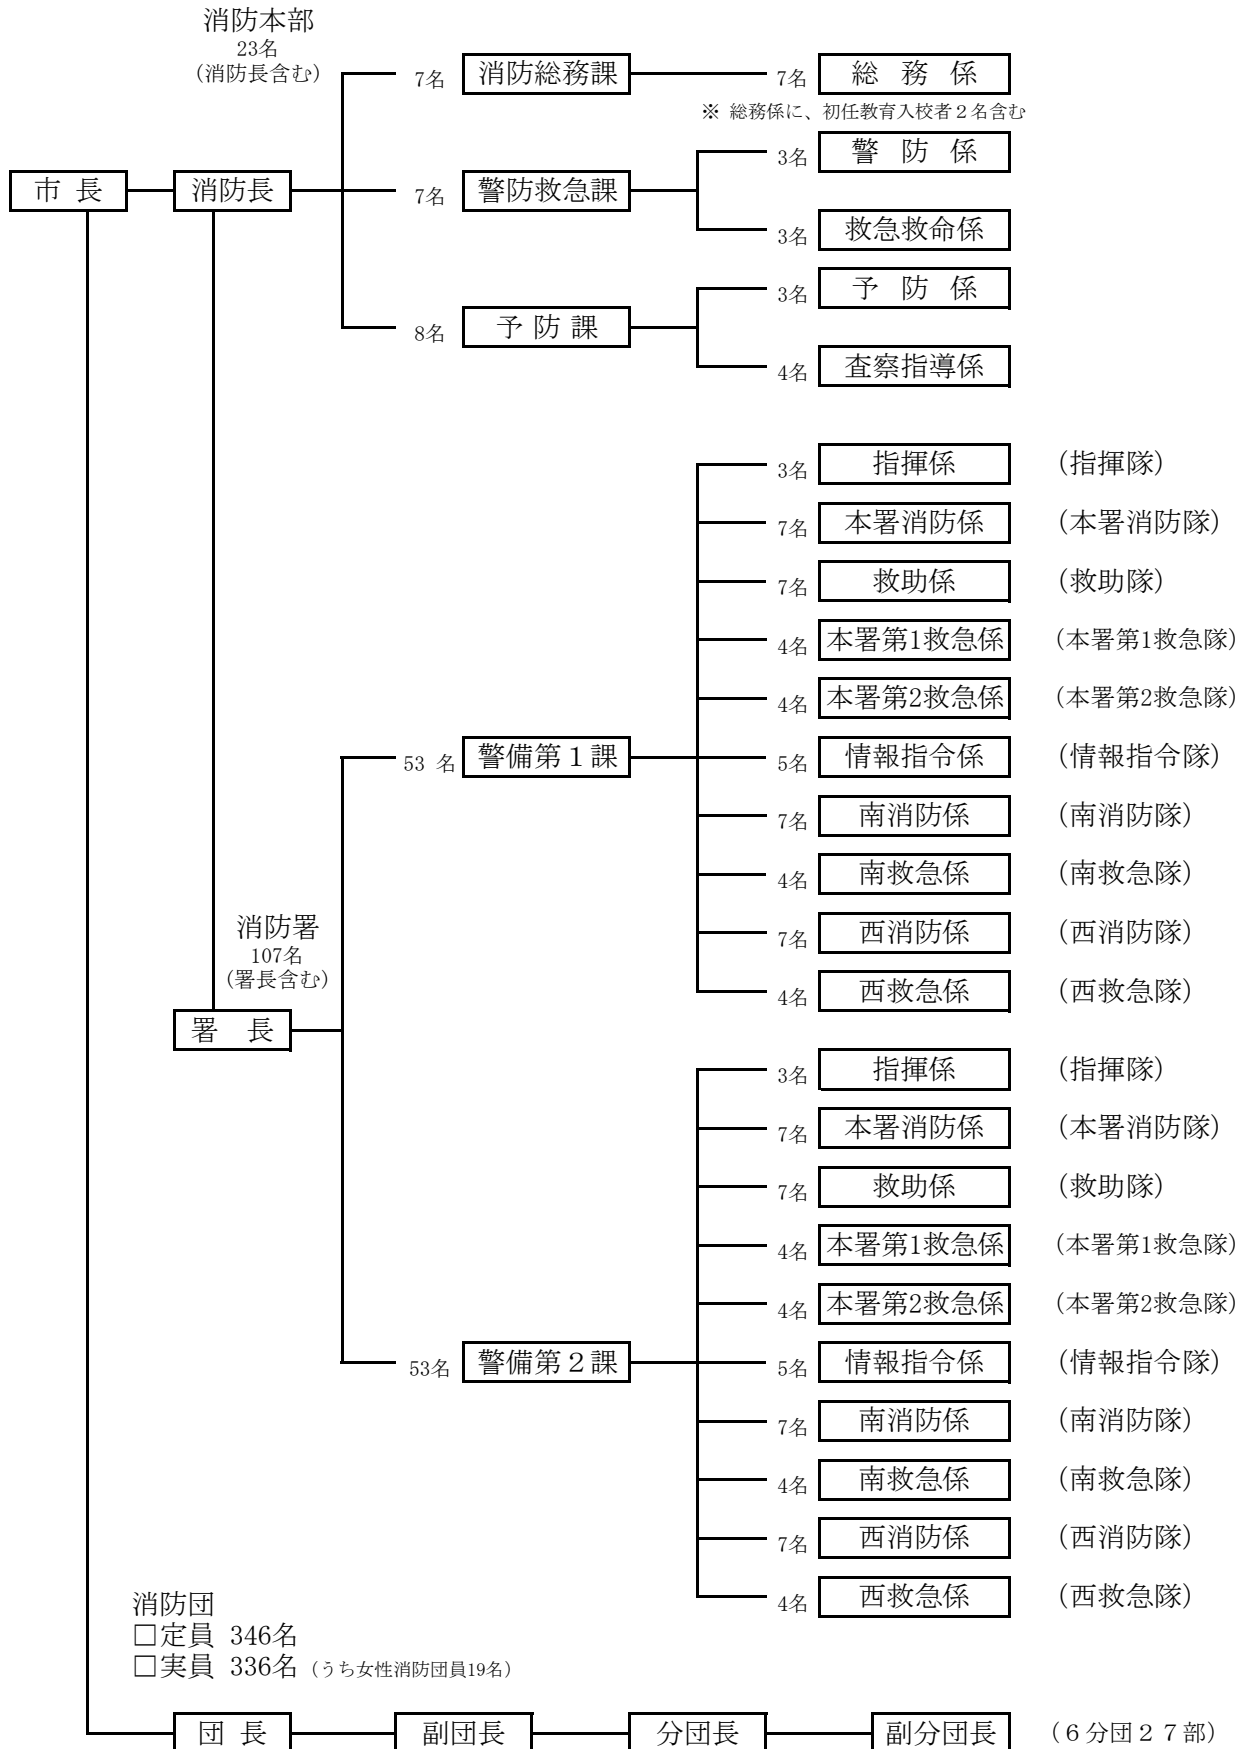 消防本部
23名
(消防長含む)
7名 消防総務課 7名 総務係
※ 総務係に、初任教育入校者２名含む
3名 警防係
市長 消防長 7名 警防救急課
3名 救急救命係
3名 予防係
8名 予防課
4名 査察指導係
3名 指揮係 (指揮隊)
7名 本署消防係 (本署消防隊)
7名 救助係 (救助隊)
4名 本署第1救急係 (本署第1救急隊)
4名 本署第2救急係 (本署第2救急隊)
53 名 警備第１課 5名 情報指令係 (情報指令隊)
7名 南消防係 (南消防隊)
4名 南救急係 (南救急隊)
消防署
107名
(署長含む)
7名 西消防係 (西消防隊)
4名 西救急係 (西救急隊)
署長
3名 指揮係 (指揮隊)
7名 本署消防係 (本署消防隊)
7名 救助係 (救助隊)
4名 本署第1救急係 (本署第1救急隊)
4名 本署第2救急係 (本署第2救急隊)
53名 警備第２課 5名 情報指令係 (情報指令隊)
7名 南消防係 (南消防隊)
4名 南救急係 (南救急隊)
7名 西消防係 (西消防隊)
4名 西救急係 (西救急隊)
消防団
□定員 346名
□実員 336名 (うち女性消防団員19名)
団長 副団長 分団長 副分団長 (６分団２７部)